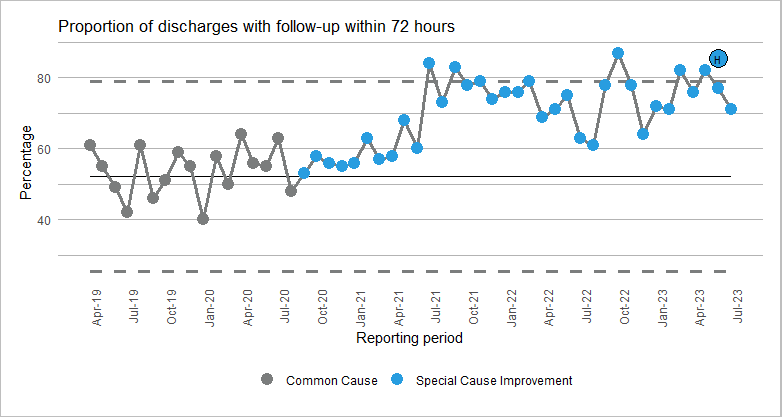 Proportion of discharges with follow-up within 72 hours
H
80
60
40
Percentage
Apr-19
Jul-19
Oct-19
Jan-20
Apr-20
Jul-20
Oct-20
Jan-21
Apr-21
Jul-21
Oct-21
Jan-22
Apr-22
Jul-22
Oct-22
Jan-23
Apr-23
Jul-23
Reporting period
Common Cause
Special Cause Improvement